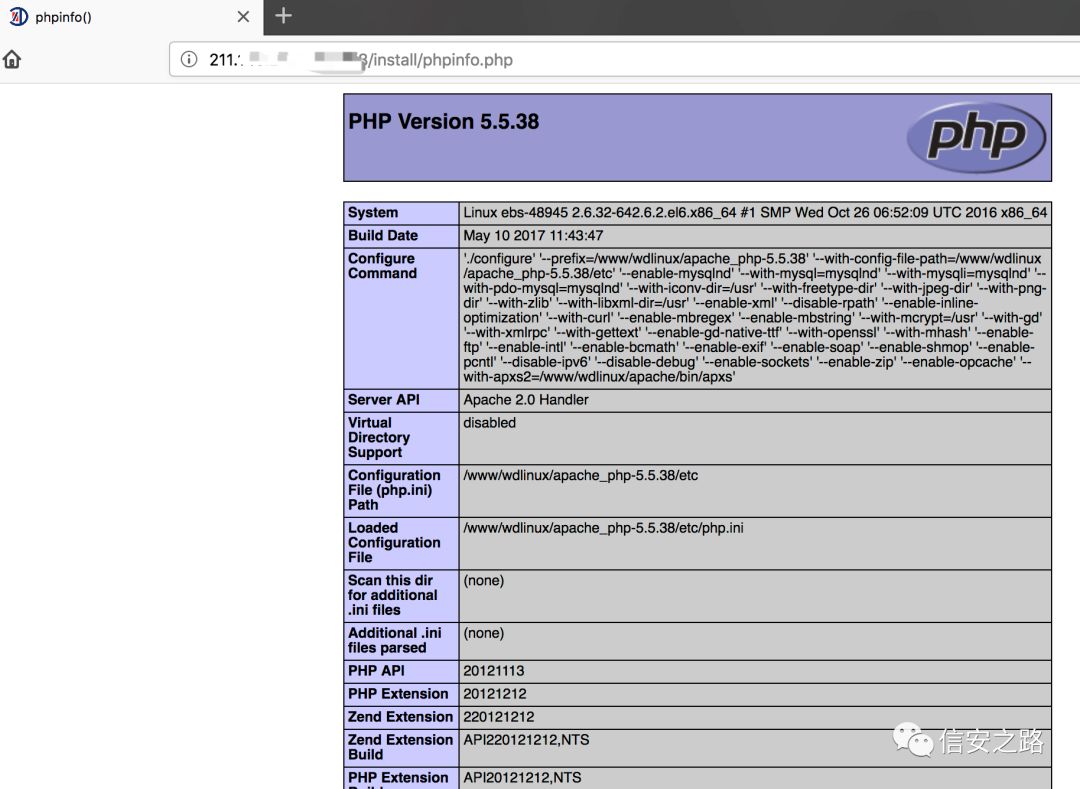 phpinfo()
211.
/install/phpinfo.php
PHP Version 5.5.38
php
System Linux ebs-48945 2.6.32-642.6.2.el6.x86_64 #1 SMP Wed Oct 26 06:52:09 UTC 2016 x86_64
Build Date May 10 2017 11:43:47
Configure './configure' '--prefix=/www/wdlinux/apache_php-5.5.38' '--with-config-file-path=/www/wdlinux
Command /apache_php-5.5.38/etc' '--enable-mysqlnd' '--with-mysql=mysqlnd' '--with-mysqli=mysqlnd' '--
with-pdo-mysql=mysqlnd' '--with-iconv-dir=/usr' '--with-freetype-dir' '--with-jpeg-dir' '--with-png-
dir' '--with-zlib' '--with-libxml-dir=/usr' '--enable-xml' '--disable-rpath' '--enable-inline-
optimization' '--with-curl' '--enable-mbregex' '--enable-mbstring' '--with-mcrypt=/usr' '--with-gd'
'--with-xmlrpc' '--with-gettext' '--enable-gd-native-ttf' '--with-openssl' '--with-mhash' '--enable-
ftp' '--enable-intl' '--enable-bcmath' '--enable-exif' '--enable-soap' '--enable-shmop' '--enable-
pcntl' '--disable-ipv6' '--disable-debug' '--enable-sockets' '--enable-zip' '--enable-opcache' '--
with-apxs2=/www/wdlinux/apache/bin/apxs'
Server API Apache 2.0 Handler
Virtual disabled
Directory
Support
Configuration /www/wdlinux/apache_php-5.5.38/etc
File (php.ini)
Path
Loaded /www/wdlinux/apache_php-5.5.38/etc/php.ini
Configuration
File
Scan this dir (none)
for additional
.ini files
Additional .ini (none)
files parsed
PHP API 20121113
PHP Extension 20121212
Zend Extension 220121212
Zend Extension API220121212,NTS
Build
PHP Extension API20121212,NTS
信安之路